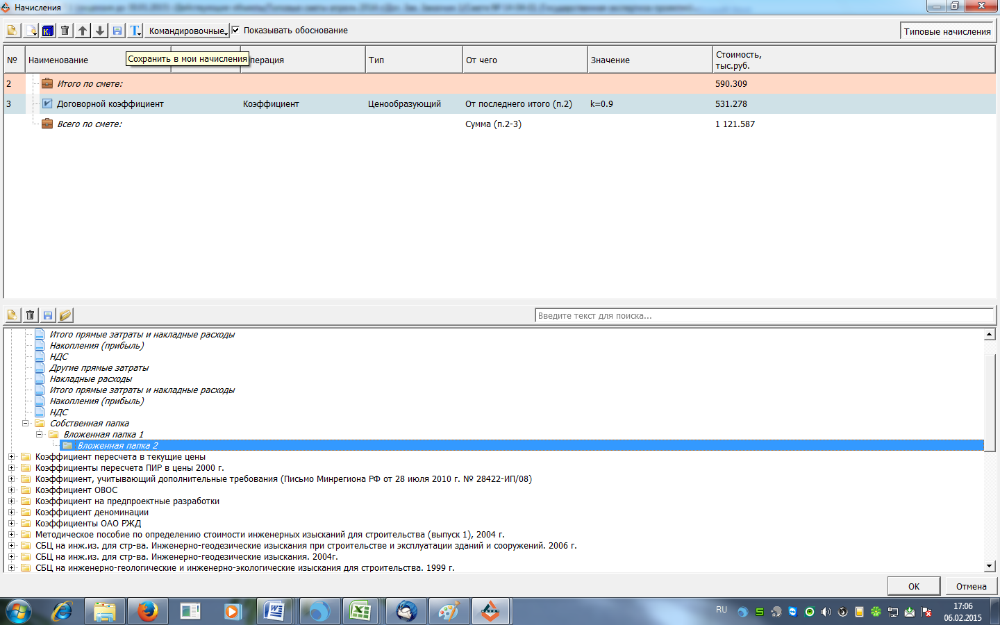 Начисления
Командировочные
Показывать обоснование
Типовые начисления
Сохранить в мои начисления
№
Наименование
перация
Тип
От чего
Значение
Стоимость,
тыс.руб.
2 Итого по смете: 590.309
3 Договорной коэффициент Коэффициент Ценообразующий От последнего итого (п.2) k=0.9 531.278
Всего по смете: Сумма (п.2-3) 1 121.587
Введите текст для поиска...
Итого прямые затраты и накладные расходы
Накопления (прибыль)
НДС
Другие прямые затраты
Накладные расходы
Итого прямые затраты и накладные расходы
Накопления (прибыль)
НДС
Собственная папка
Вложенная папка 1
Вложенная папка 2
Коэффициент пересчета в текущие цены
Коэффициенты пересчета ПИР в цены 2000 г.
Коэффициент, учитывающий дополнительные требования (Письмо Минрегиона РФ от 28 июля 2010 г. № 28422-ИП/08)
Коэффициент ОВОС
Коэффициент на предпроектные разработки
Коэффициент деноминации
Коэффициенты ОАО РЖД
Методическое пособие по определению стоимости инженерных изысканий для строительства (выпуск 1), 2004 г.
СБЦ на инж.из. для стр-ва. Инженерно-геодезические изыскания при строительстве и эксплуатации зданий и сооружений. 2006 г.
СБЦ на инж.из. для стр-ва. Инженерно-геодезические изыскания. 2004г.
СБЦ на инженерно-геологические и инженерно-экологические изыскания для строительства. 1999 г.
OK
Отмена
RU
17:06
06.02.2015